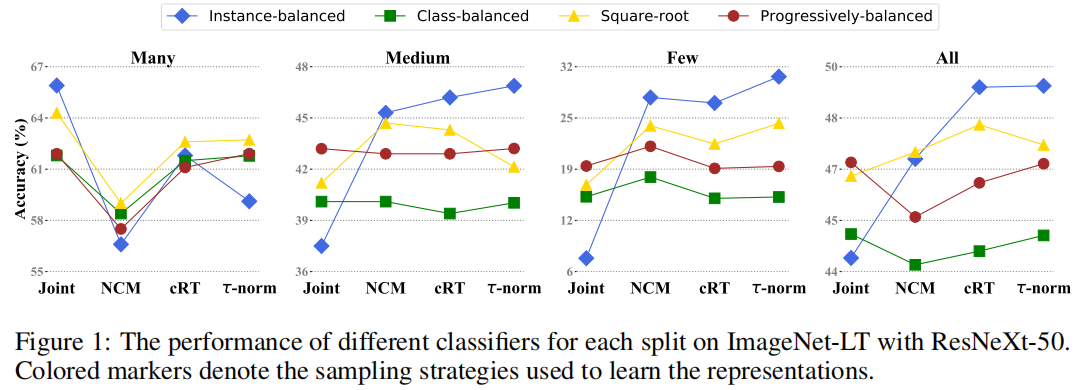 Instance-balanced Class-balanced Square-root Progressively-balanced
Many Medium Few All
Accuracy (%)
67
64
61
58
55
Joint NCM cRT τ-norm
48
45
42
39
36
Joint NCM cRT τ-norm
32
25
19
12
6
Joint NCM cRT τ-norm
50
48
47
45
44
Joint NCM cRT τ-norm
Figure 1: The performance of different classifiers for each split on ImageNet-LT with ResNeXt-50.
Colored markers denote the sampling strategies used to learn the representations.